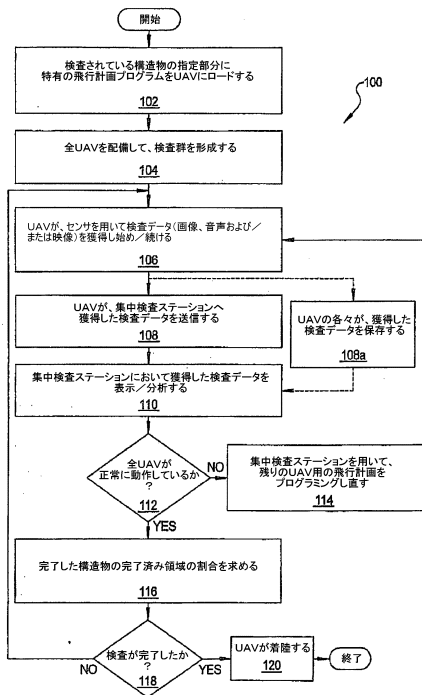 開始
検査されている構造物の指定部分に
特有の飛行計画プログラムをUAVにロードする
102
100
全UAVを配備して、検査群を形成する
104
UAVが、センサを用いて検査データ(画像、音声および/
または映像)を獲得し始め/続ける
106
UAVが、集中検査ステーションへ
獲得した検査データを送信する
108
UAVの各々が、獲得した
検査データを保存する
108a
集中検査ステーションにおいて獲得した検査データを
表示/分析する
110
全UAVが
正常に動作しているか
?
112
NO
集中検査ステーションを用いて、
残りのUAV用の飛行計画を
プログラミングし直す
114
YES
完了した構造物の完了済み領域の割合を求める
116
検査が完了したか
?
118
NO
YES
UAVが着陸する
120
終了